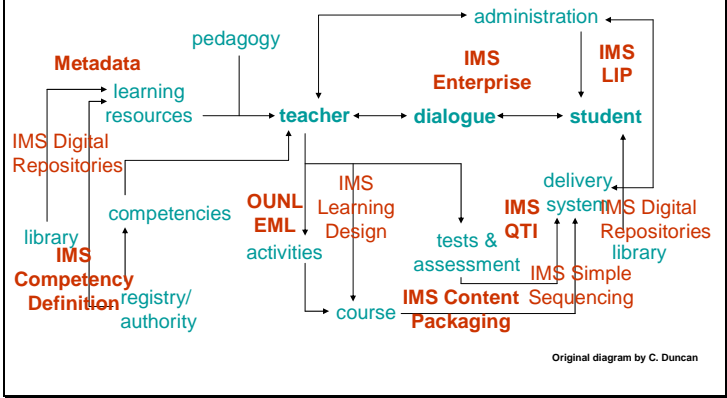 administration
pedagogy
Metadata
IMS
Enterprise
IMS
LIP
learning
resources
teacher
dialogue
student
IMS Digital
Repositories
competencies
OUNL
EML
IMS
Learning
Design
delivery
system
IMS
QTI
IMS Digital
Repositories
library
library
activities
tests &
assessment
IMS
Competency
Definition
registry/
authority
IMS Simple
Sequencing
IMS Content
Packaging
course
Original diagram by C. Duncan